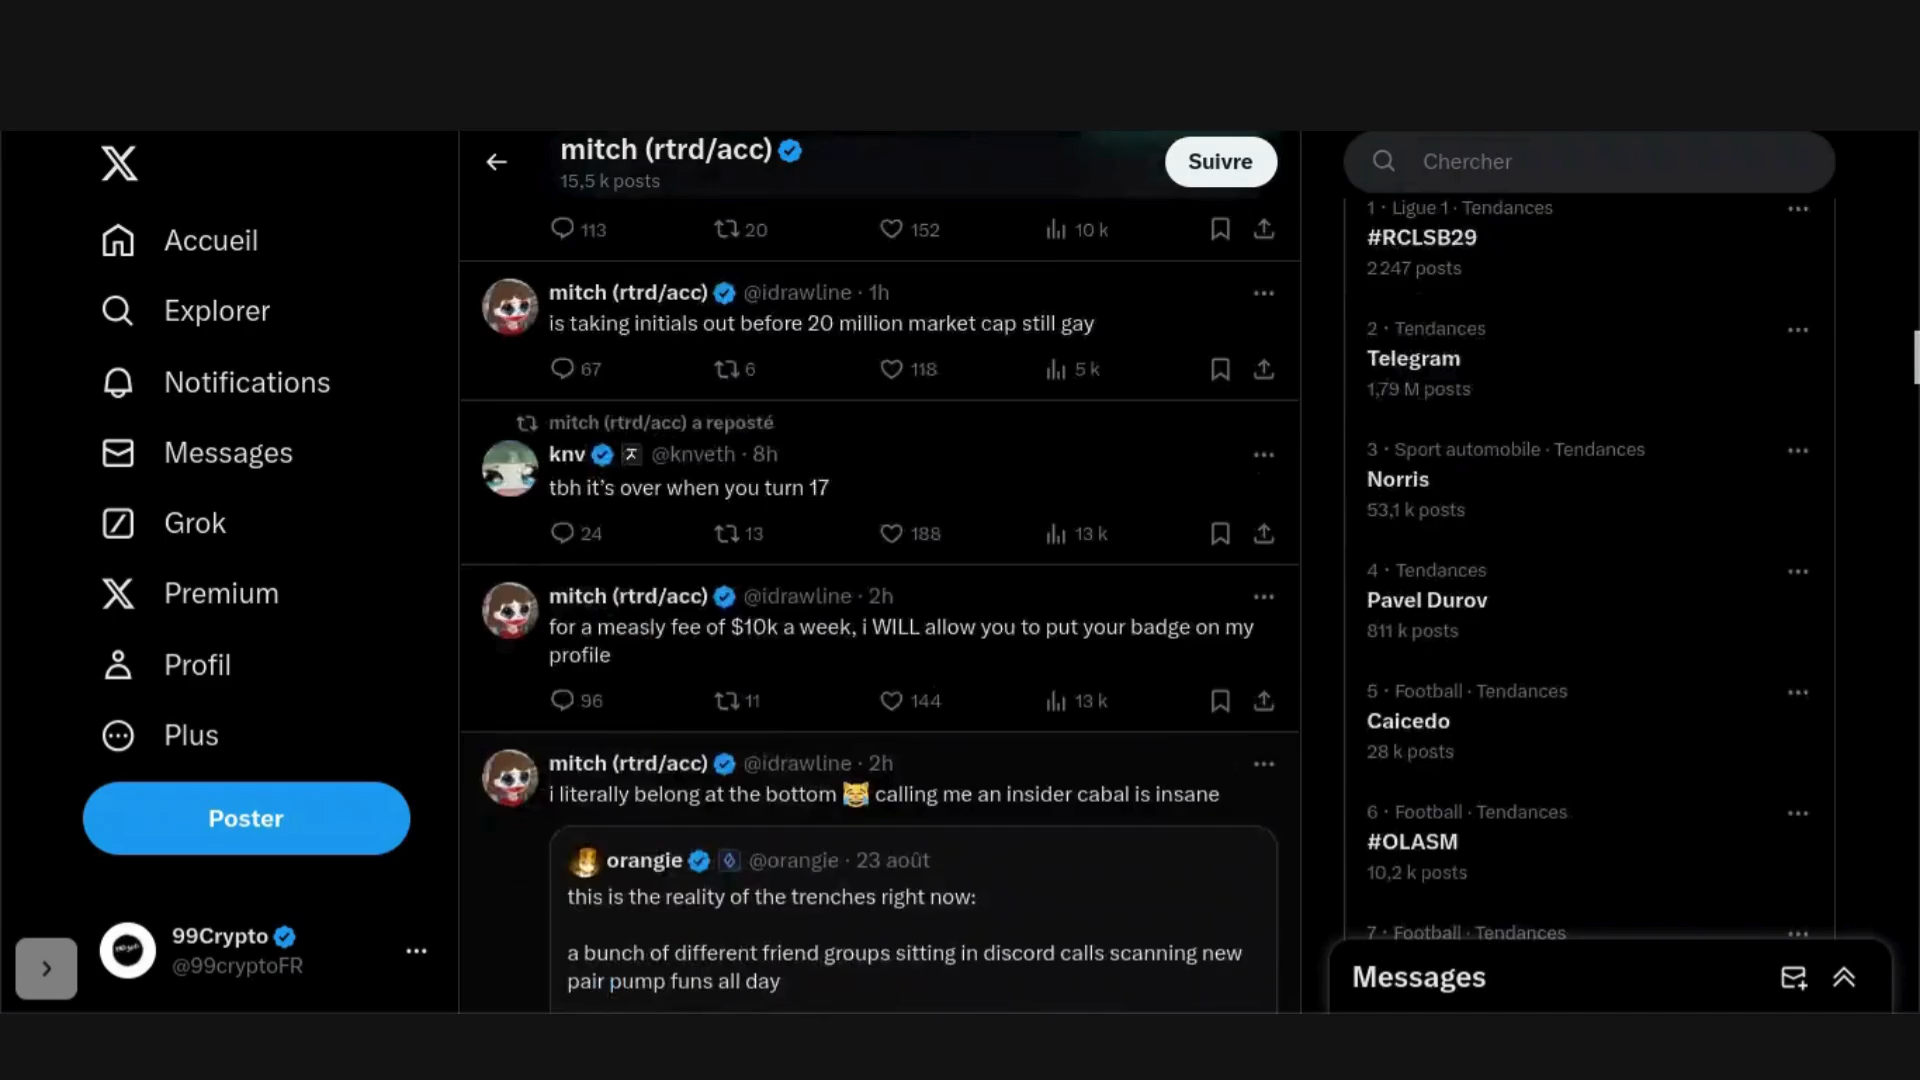 Accueil
Explorer
Notifications
Messages
Grok
Premium
Profil
Plus
Poster
99Crypto
@99cryptoFR
mitch (rtrd/acc)
15,5 k posts
Suivre
113 20 152 10 k
mitch (rtrd/acc) @idrawline · 1h
is taking initials out before 20 million market cap still gay
67 6 118 5 k
mitch (rtrd/acc) a reposté
knv @knveth · 8h
tbh it’s over when you turn 17
24 13 188 13 k
mitch (rtrd/acc) @idrawline · 2h
for a measly fee of $10k a week, i WILL allow you to put your badge on my
profile
96 11 144 13 k
mitch (rtrd/acc) @idrawline · 2h
i literally belong at the bottom 😹 calling me an insider cabal is insane
orangie @orangie · 23 août
this is the reality of the trenches right now:
a bunch of different friend groups sitting in discord calls scanning new
pair pump funs all day
Chercher
1 · Ligue 1 · Tendances
#RCLSB29
2 247 posts
2 · Tendances
Telegram
1,79 M posts
3 · Sport automobile · Tendances
Norris
53,1 k posts
4 · Tendances
Pavel Durov
811 k posts
5 · Football · Tendances
Caicedo
28 k posts
6 · Football · Tendances
#OLASM
10,2 k posts
7 · Football · Tendances
Messages